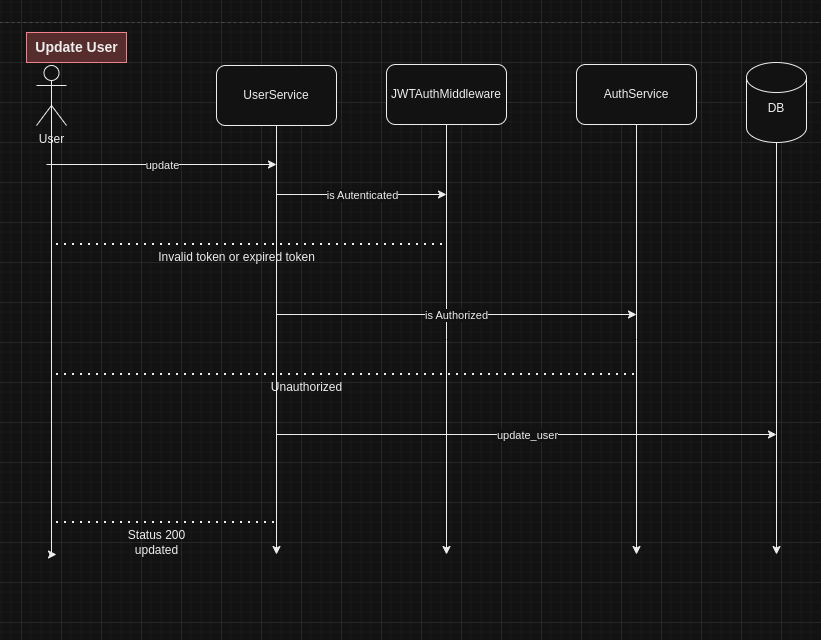 Update User
User
UserService
JWTAuthMiddleware
AuthService
DB
update
is Autenticated
Invalid token or expired token
is Authorized
Unauthorized
update_user
Status 200
updated